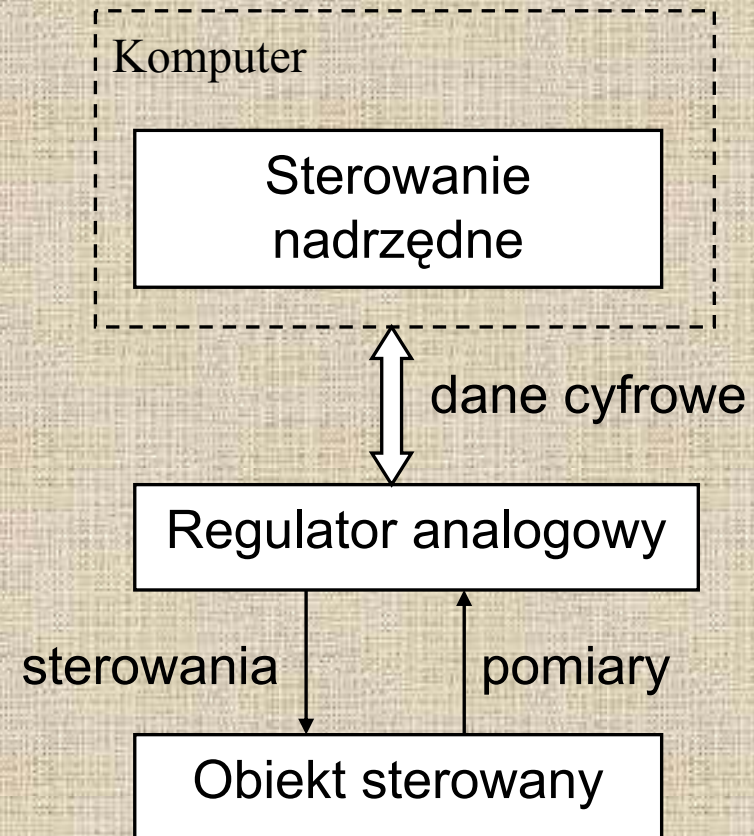 Komputer
Sterowanie
nadrzędne
dane cyfrowe
Regulator analogowy
sterowania
pomiary
Obiekt sterowany